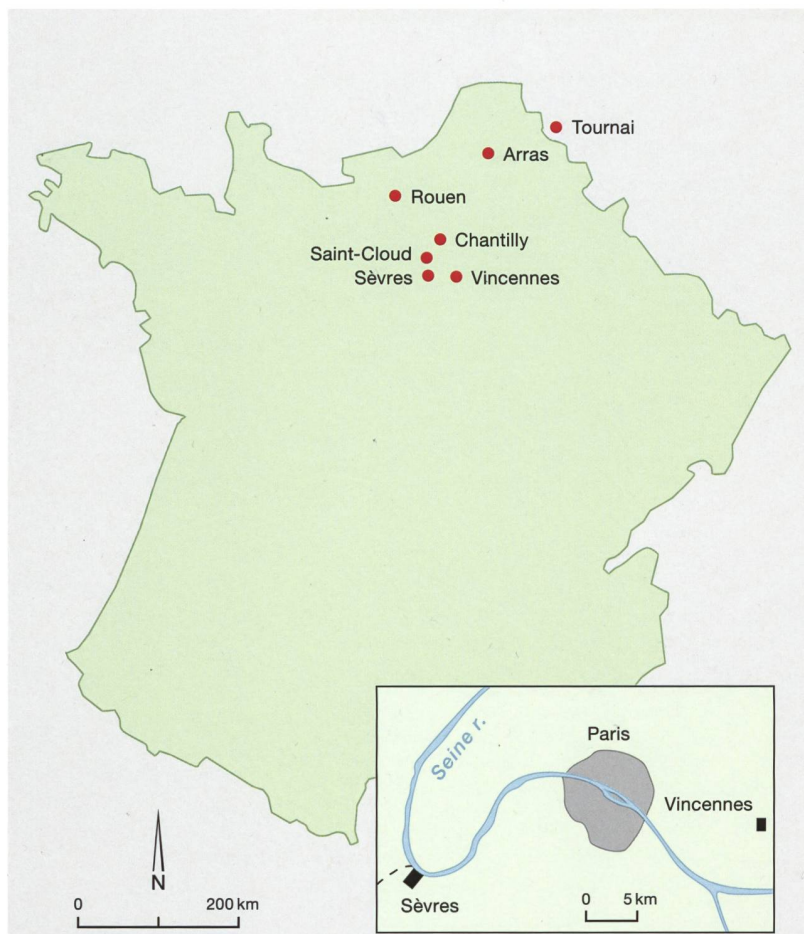 Tournai
Arras
Rouen
Chantilly
Saint-Cloud
Sèvres
Vincennes
Seine r.
Paris
Vincennes
Sèvres
0 5 km
N
0 200 km